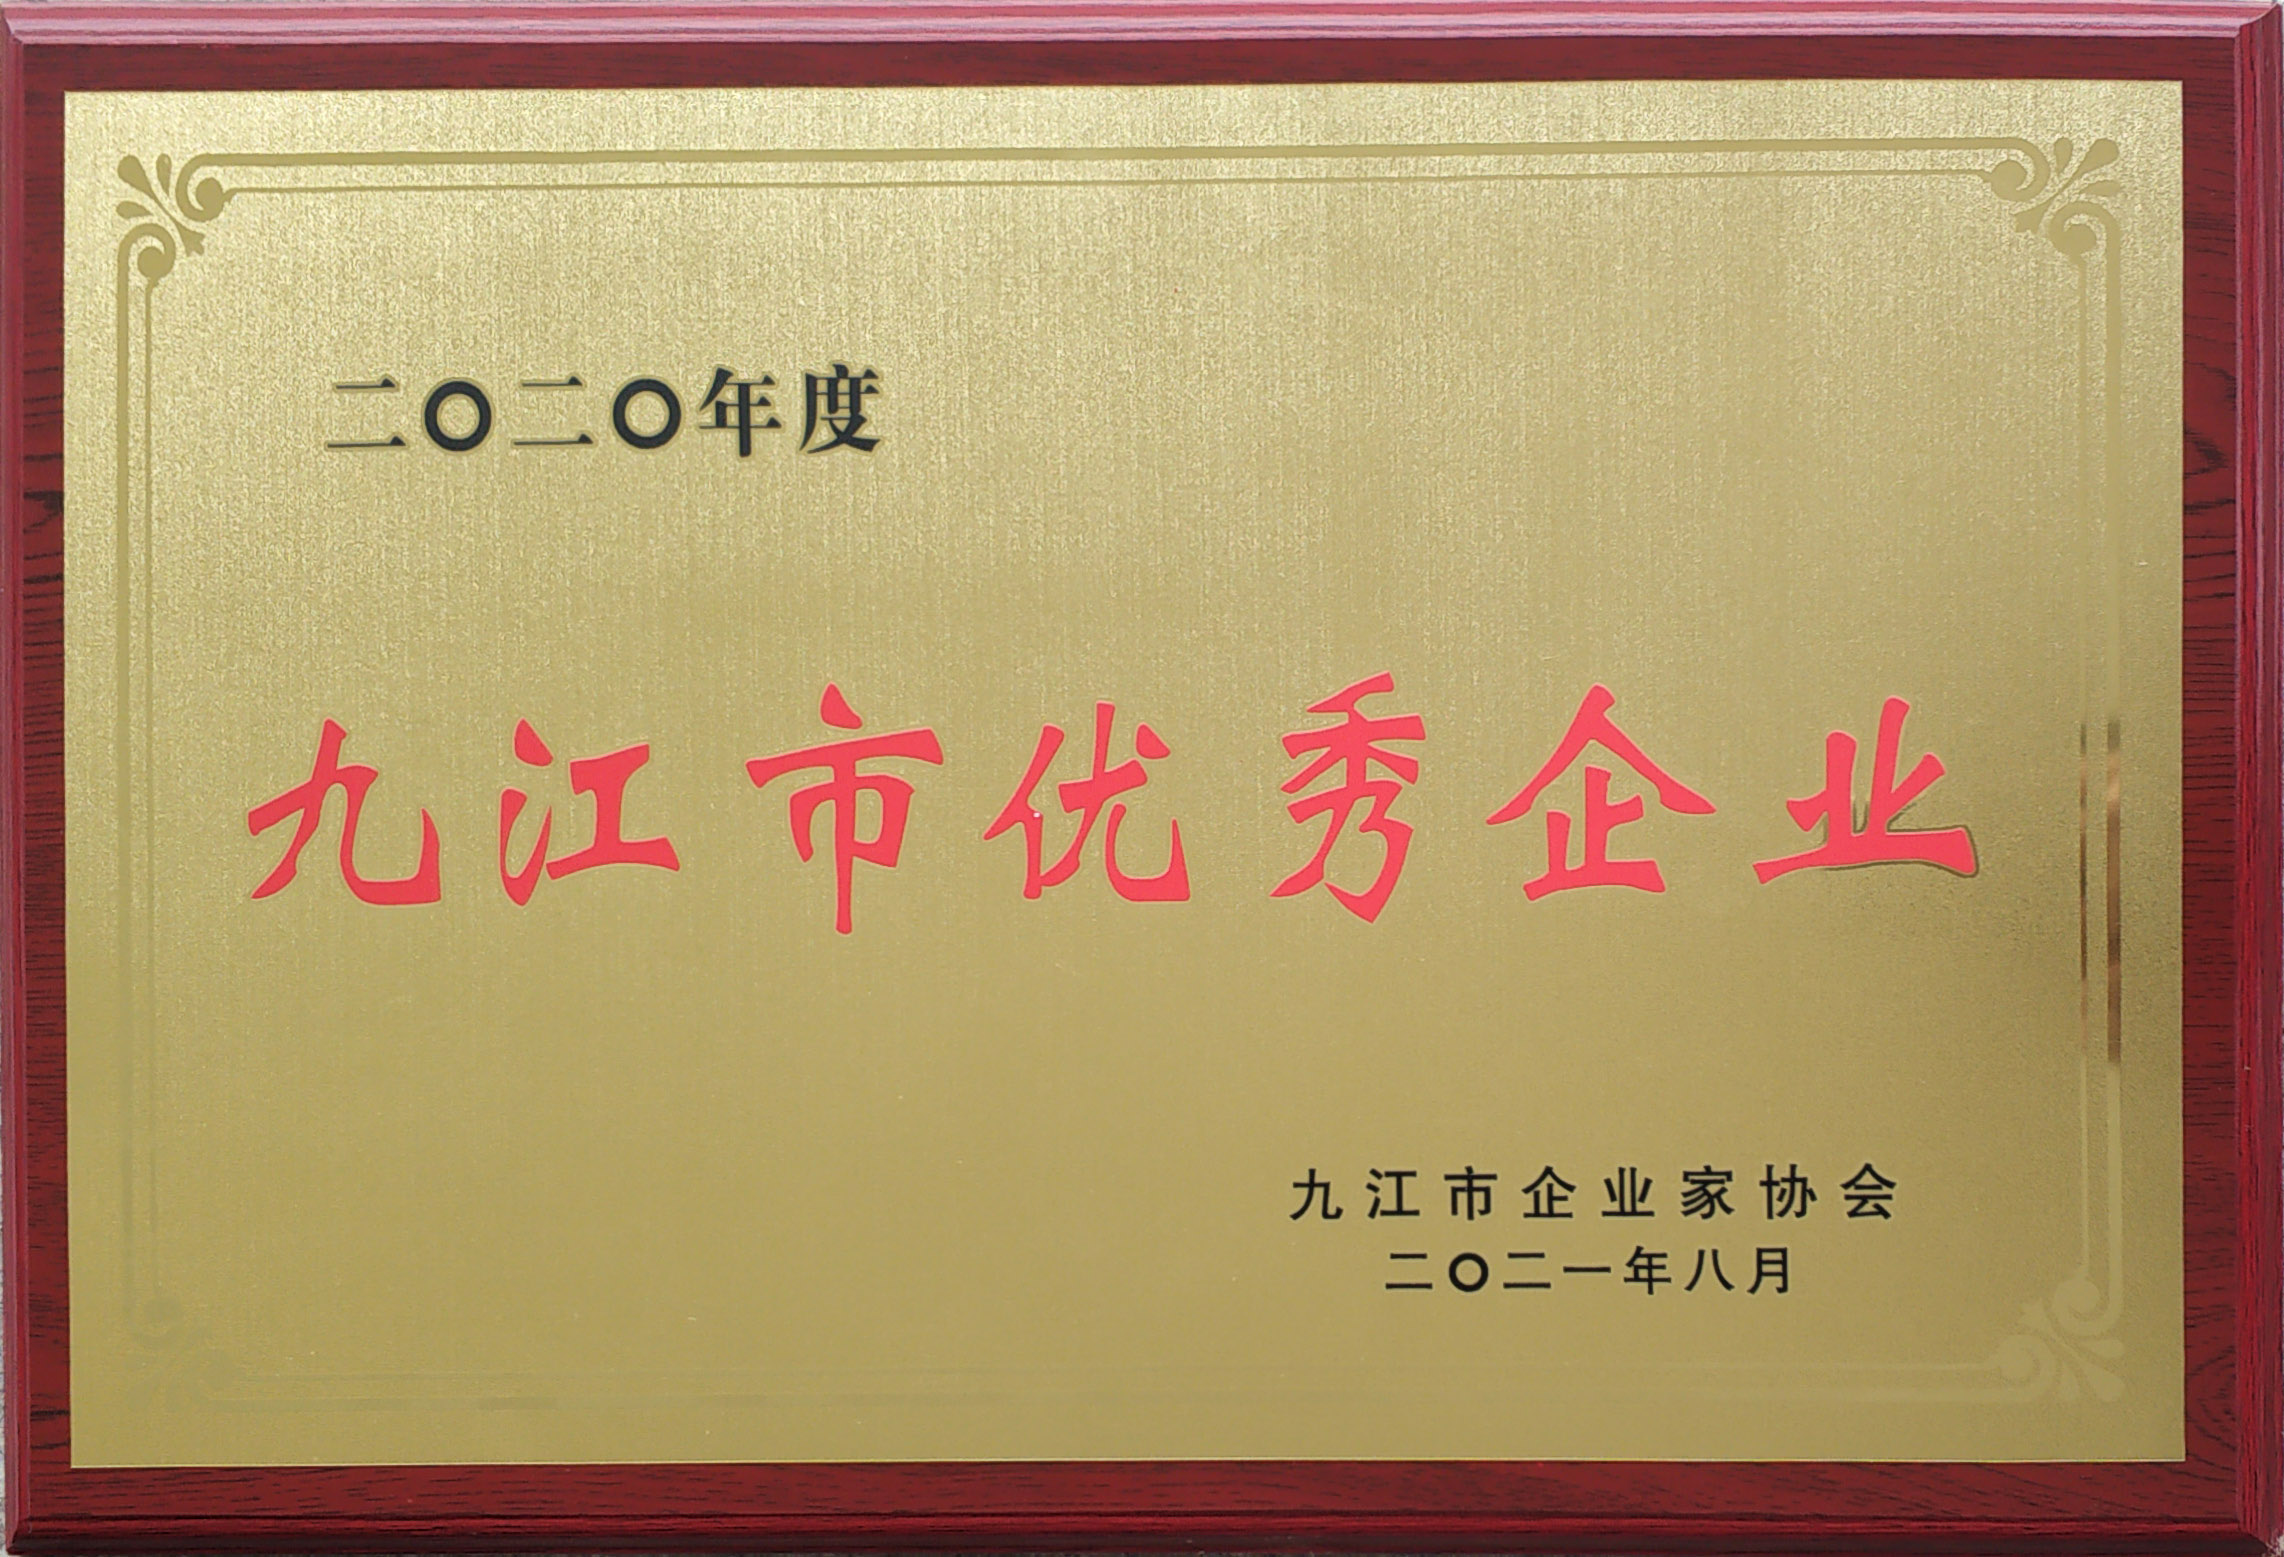 二〇二〇年度
九江市优秀企业
九江市企业家协会
二〇二一年八月